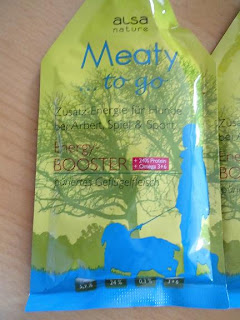 alsa
nature
Meaty
... to go
Zusatz-Energie für Hunde
bei Arbeit, Spiel & Sport
Energy
BOOSTER
+ 24% Protein
+ Omega 3+6
püriertes Geflügelfleisch
24 %